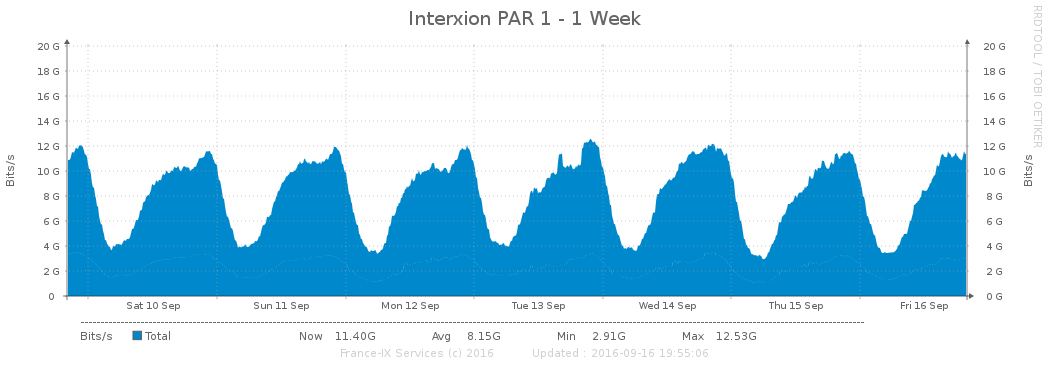 Interxion PAR 1 - 1 Week
RRDTOOL / TOBI OETIKER
20 G 20 G
18 G 18 G
16 G 16 G
14 G 14 G
12 G 12 G
10 G 10 G
8 G 8 G
6 G 6 G
4 G 4 G
2 G 2 G
0 0 G
Bits/s
Bits/s
Sat 10 Sep Sun 11 Sep Mon 12 Sep Tue 13 Sep Wed 14 Sep Thu 15 Sep Fri 16 Sep
Bits/s Total Now 11.40G Avg 8.15G Min 2.91G Max 12.53G
France-IX Services (c) 2016 Updated : 2016-09-16 19:55:06